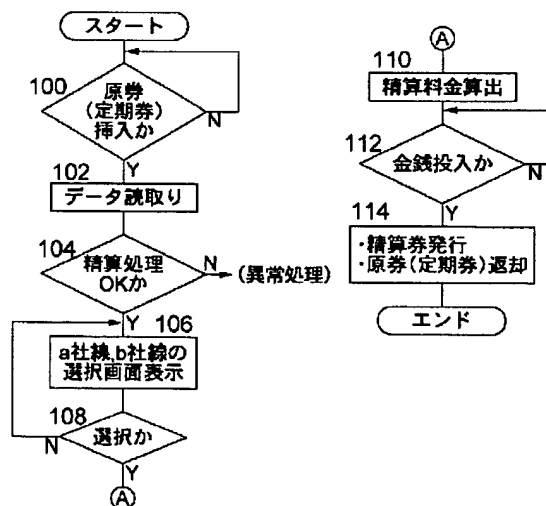 スタート
100
原券
(定期券)
挿入か
N
Y
102
データ読取り
104
精算処理
OKか
N
(異常処理)
Y
106
a社線,b社線の
選択画面表示
108
選択か
N
Y
A
A
110
精算料金算出
112
金銭投入か
N
Y
114
・精算券発行
・原券(定期券)返却
エンド